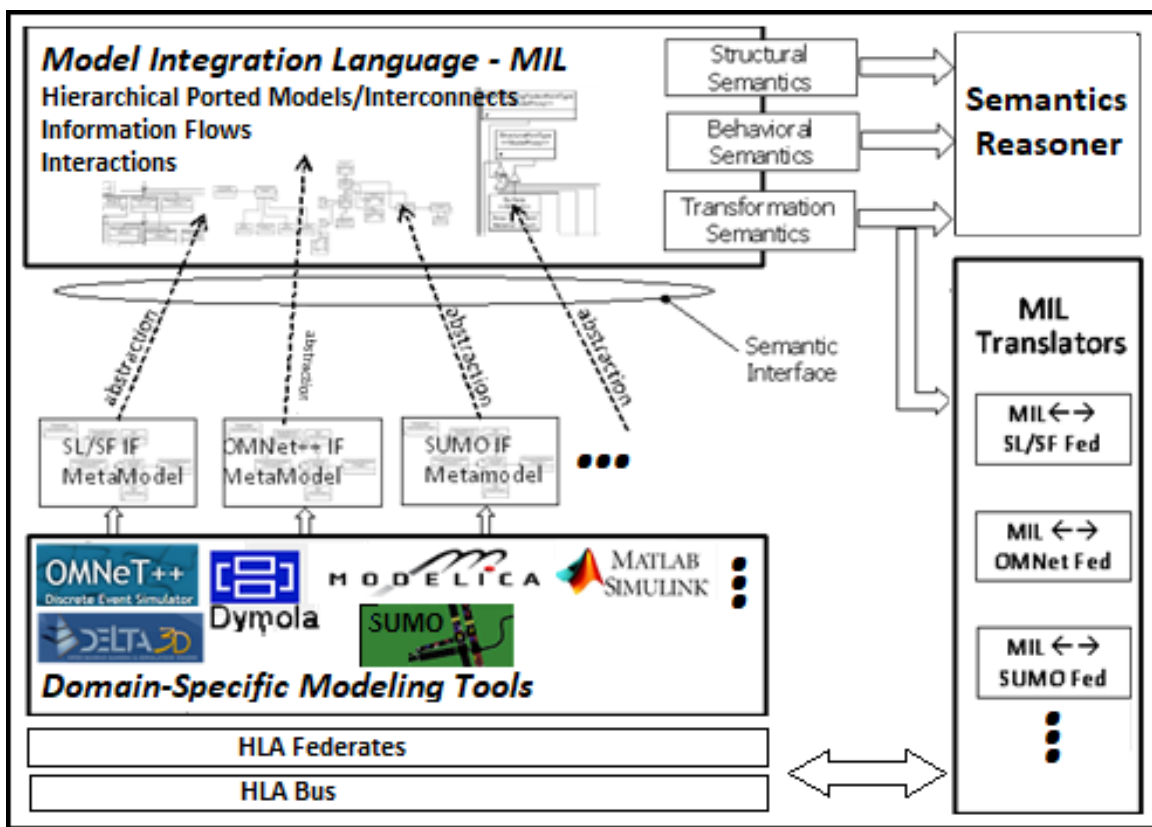 Model Integration Language - MIL
Hierarchical Ported Models/Interconnects
Information Flows
Interactions
Structural
Semantics
Behavioral
Semantics
Transformation
Semantics
Semantics
Reasoner
abstraction
abstraction
abstraction
abstraction
Semantic
Interface
MIL
Translators
MIL ←→
SL/SF Fed
MIL ←→
OMNet Fed
MIL ←→
SUMO Fed
SL/SF IF
MetaModel
OMNet++ IF
MetaModel
SUMO IF
Metamodel
OMNeT++
Discrete Event Simulator
Dymola
MODELICA
MATLAB
SIMULINK
DELTA3D
SUMO
Domain-Specific Modeling Tools
HLA Federates
HLA Bus